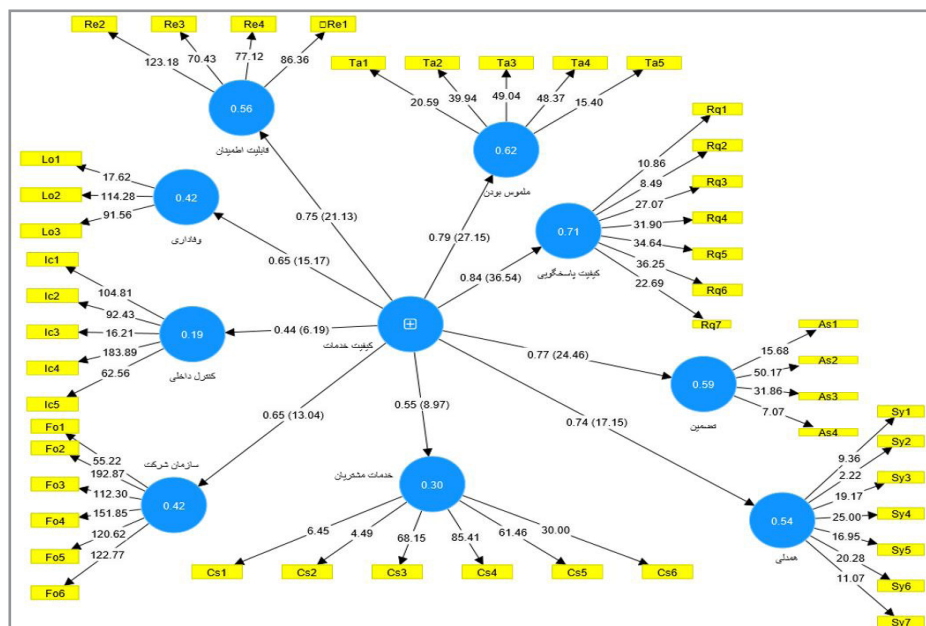 Re2 Re3 Re4 □Re1
123.18 70.43 77.12 86.36
0.56
قابلیت اطمینان
Ta1 Ta2 Ta3 Ta4 Ta5
20.59 39.94 49.04 48.37 15.40
0.62
ملموس بودن
Rq1
Rq2
Rq3
Rq4
Rq5
Rq6
Rq7
10.86
8.49
27.07
31.90
34.64
36.25
22.69
0.71
کیفیت پاسخگویی
Lo1
Lo2
Lo3
17.62
114.28
91.56
0.42
وفاداری
0.75 (21.13)
0.79 (27.15)
0.65 (15.17)
0.84 (36.54)
Ic1
Ic2
Ic3
Ic4
Ic5
104.81
92.43
16.21
183.89
62.56
0.19
کنترل داخلی
0.44 (6.19)
کیفیت خدمات
0.77 (24.46)
As1
As2
As3
As4
15.68
50.17
31.86
7.07
0.59
تضمین
0.65 (13.04)
0.55 (8.97)
0.74 (17.15)
Fo1
Fo2
Fo3
Fo4
Fo5
Fo6
55.22
192.87
112.30
151.85
120.62
122.77
سازمان شرکت
0.42
خدمات مشتریان
0.30
6.45 4.49 68.15 85.41 61.46 30.00
Cs1 Cs2 Cs3 Cs4 Cs5 Cs6
Sy1
Sy2
Sy3
Sy4
Sy5
Sy6
Sy7
9.36
2.22
19.17
25.00
16.95
20.28
11.07
0.54
همدلی